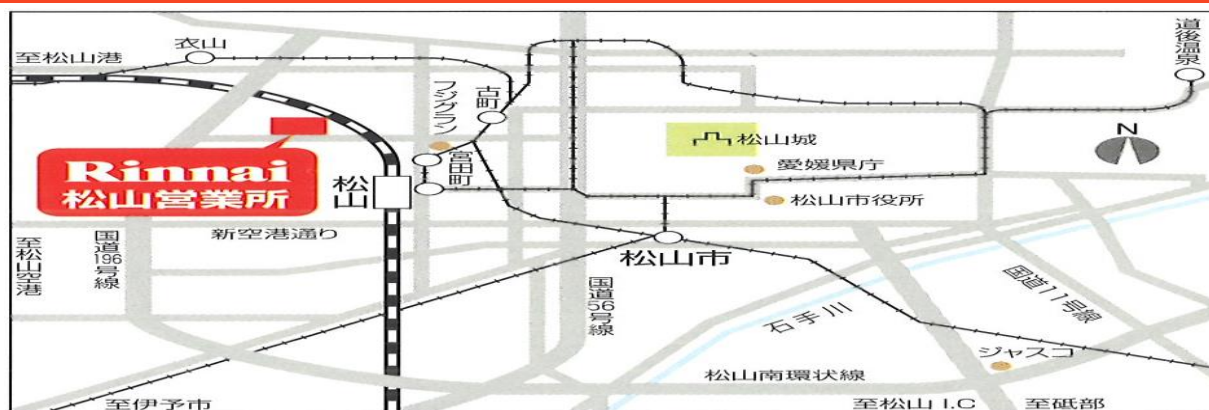 至松山港
衣山
フジグラン
古町
宮田町
道後温泉
N
松山城
愛媛県庁
松山市役所
Rinnai
松山営業所
松山
新空港通り
至松山空港
国道196号線
松山市
国道56号線
石手川
国道11号線
ジャスコ
松山南環状線
至伊予市
至松山 I.C
至砥部